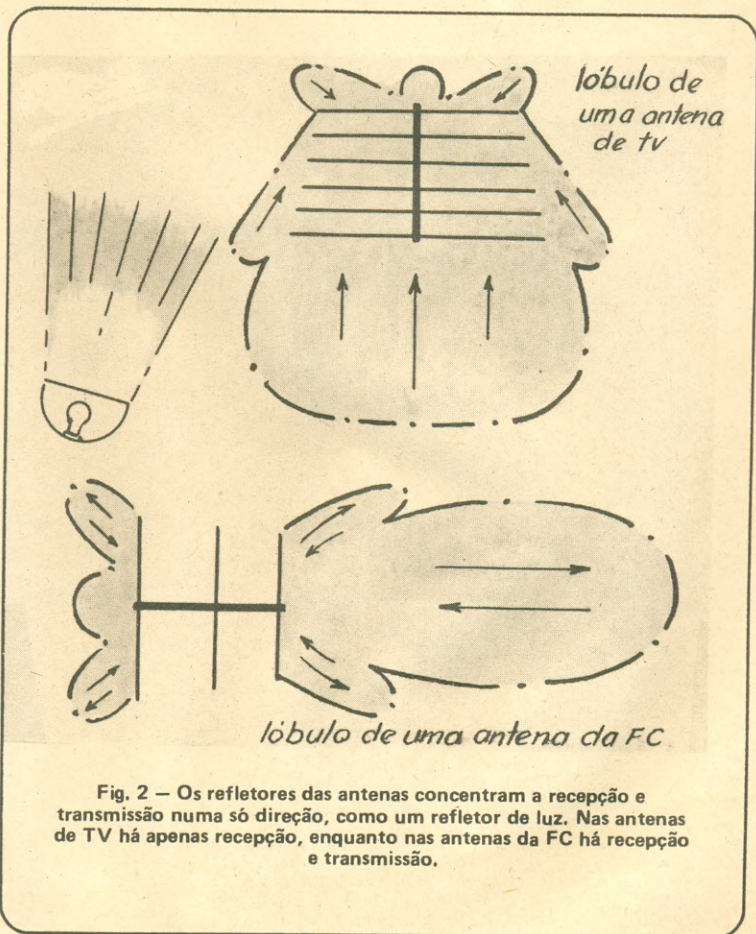 lóbulo de
uma antena
de tv
lóbulo de uma antena da FC
Fig. 2 — Os refletores das antenas concentram a recepção e
transmissão numa só direção, como um refletor de luz. Nas antenas
de TV há apenas recepção, enquanto nas antenas da FC há recepção
e transmissão.